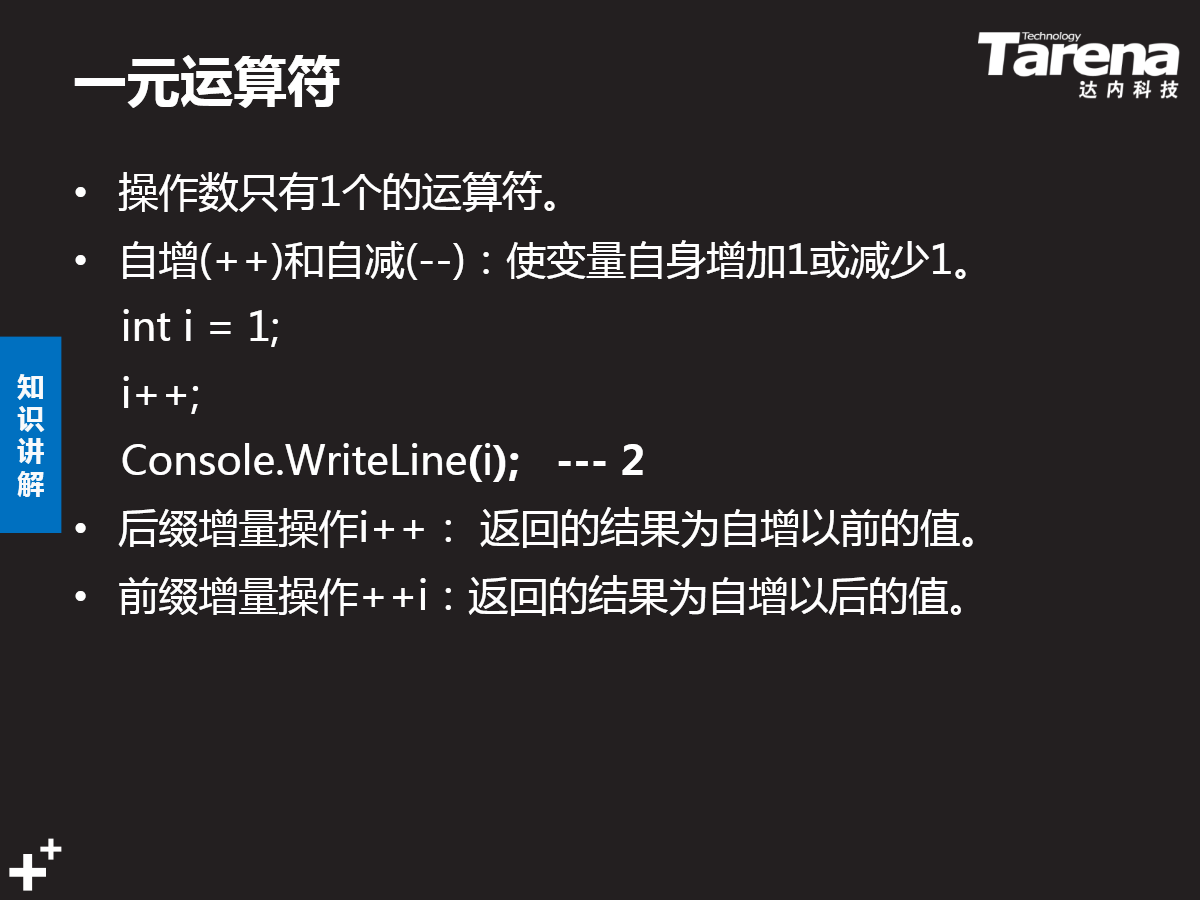 一元运算符
Technology
Tarena
达内科技
• 操作数只有1个的运算符。
• 自增(++)和自减(--)：使变量自身增加1或减少1。
int i = 1;
i++;
Console.WriteLine(i); --- 2
知识讲解
• 后缀增量操作i++： 返回的结果为自增以前的值。
• 前缀增量操作++i：返回的结果为自增以后的值。